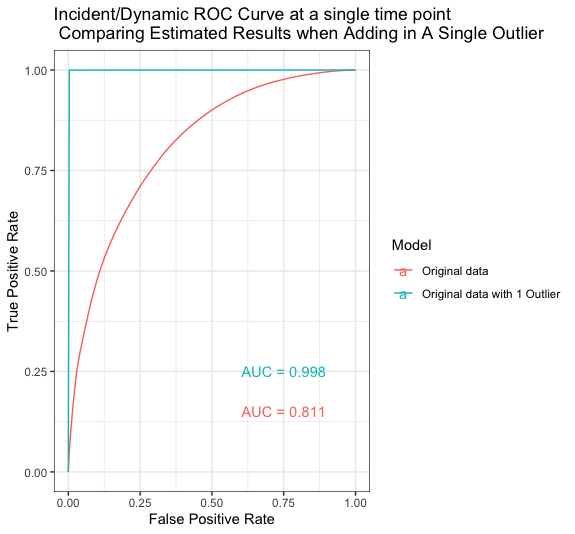 Incident/Dynamic ROC Curve at a single time point
Comparing Estimated Results when Adding in A Single Outlier
True Positive Rate
1.00
0.75
0.50
0.25
0.00
AUC = 0.998
AUC = 0.811
0.00 0.25 0.50 0.75 1.00
False Positive Rate
Model
a Original data
a Original data with 1 Outlier